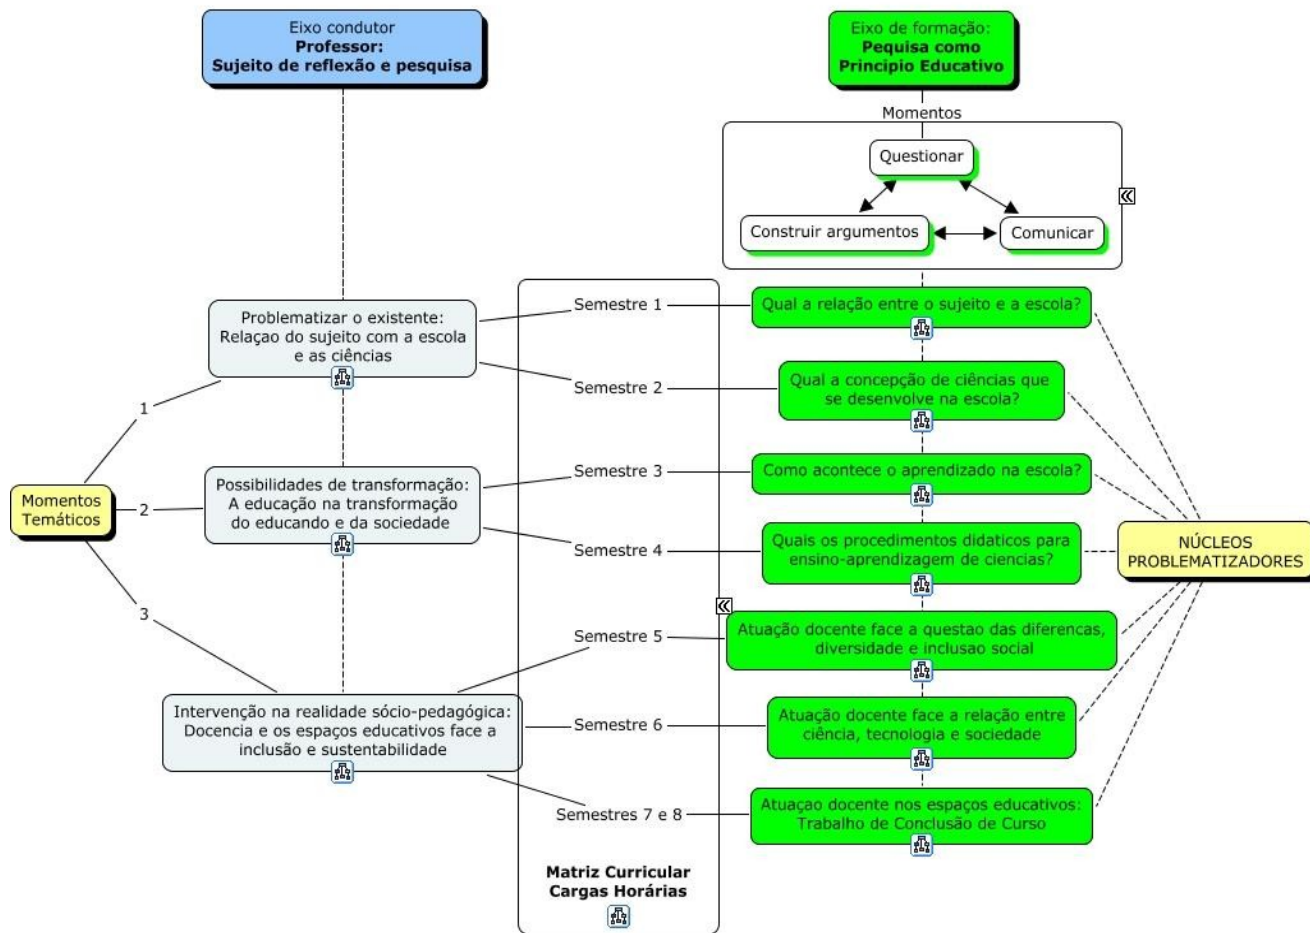 Eixo condutor
Professor:
Sujeito de reflexão e pesquisa
Eixo de formação:
Pequisa como
Principio Educativo
Momentos
Questionar
Construir argumentos
Comunicar
Problematizar o existente:
Relaçao do sujeito com a escola
e as ciências
Semestre 1
Qual a relação entre o sujeito e a escola?
Semestre 2
Qual a concepção de ciências que
se desenvolve na escola?
1
Momentos
Temáticos
2
Possibilidades de transformação:
A educação na transformação
do educando e da sociedade
Semestre 3
Como acontece o aprendizado na escola?
Semestre 4
Quais os procedimentos didaticos para
ensino-aprendizagem de ciencias?
NÚCLEOS
PROBLEMATIZADORES
3
Semestre 5
Atuação docente face a questao das diferencas,
diversidade e inclusao social
Intervenção na realidade sócio-pedagógica:
Docencia e os espaços educativos face a
inclusão e sustentabilidade
Semestre 6
Atuação docente face a relação entre
ciência, tecnologia e sociedade
Semestres 7 e 8
Atuaçao docente nos espaços educativos:
Trabalho de Conclusão de Curso
Matriz Curricular
Cargas Horárias